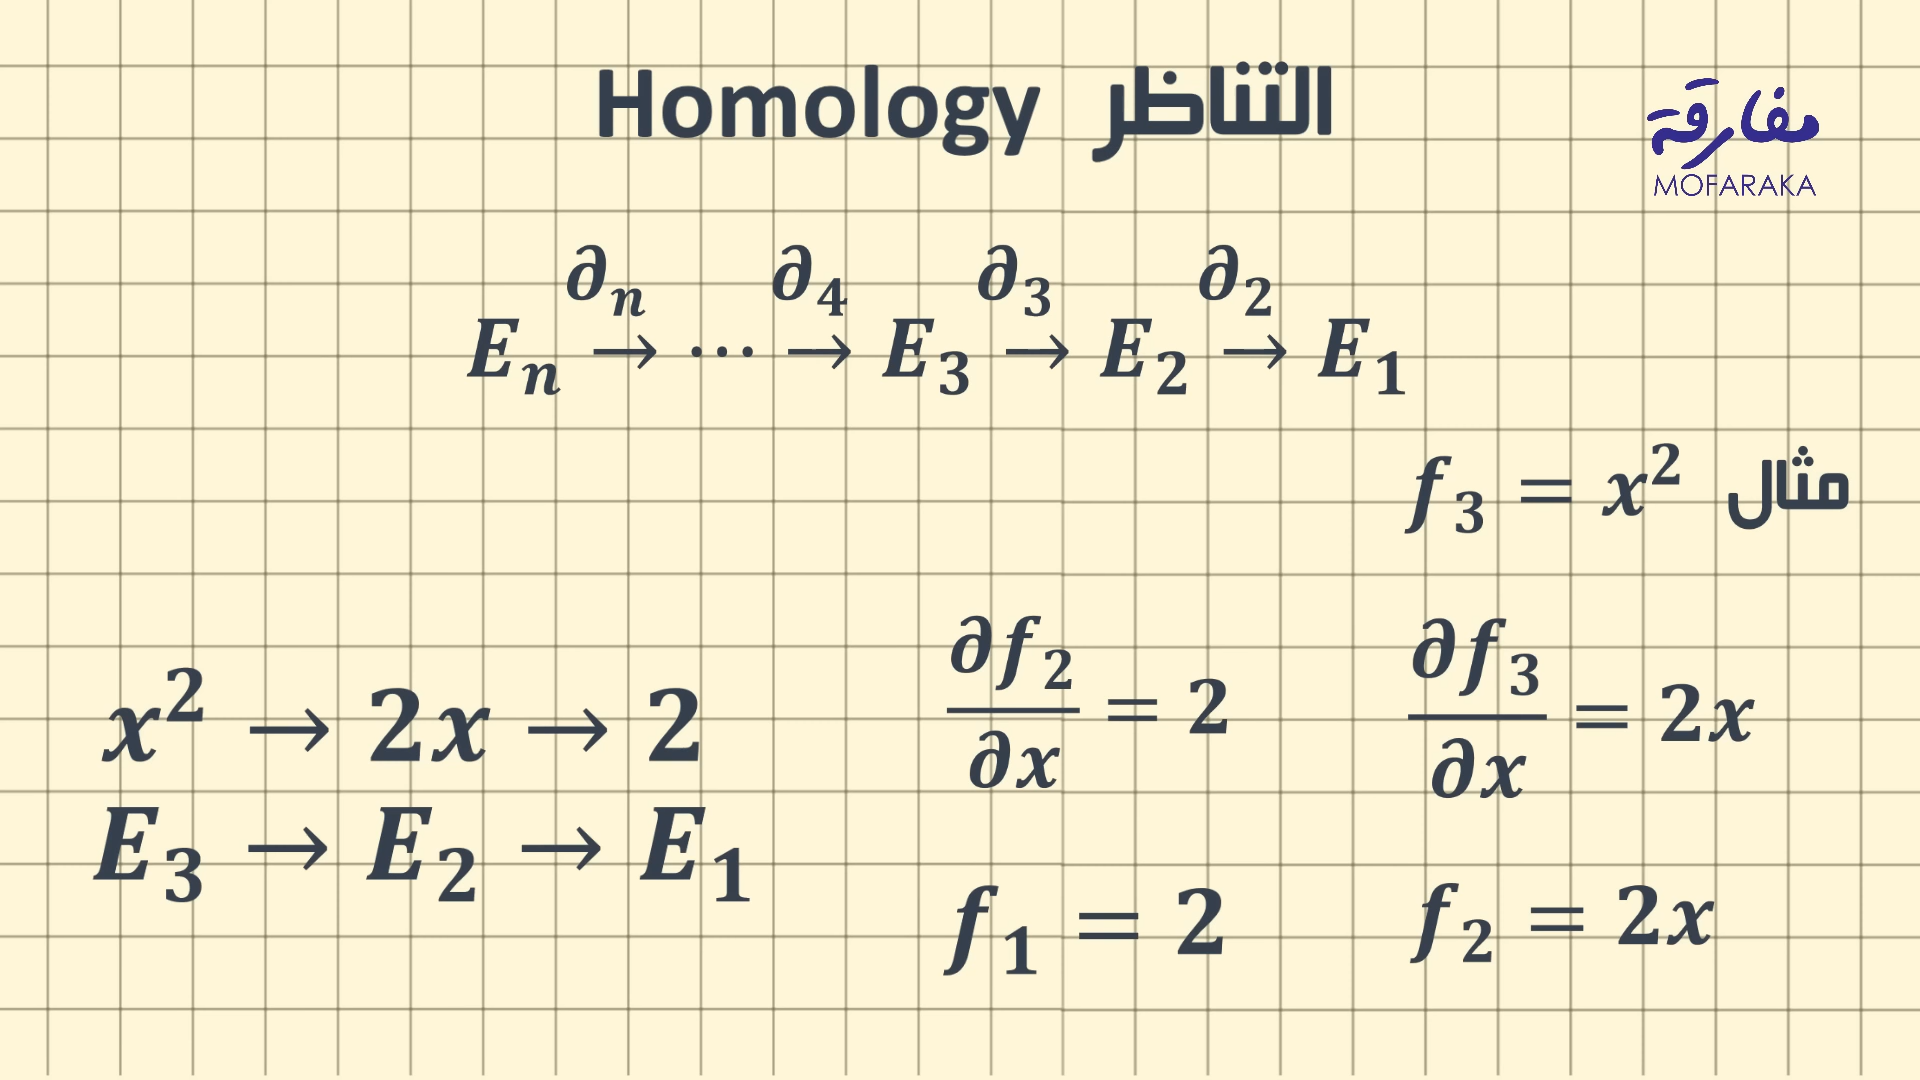 التناظر Homology
مفارقة
MOFARAKA
∂ₙ ∂₄ ∂₃ ∂₂
Eₙ → ⋯ → E₃ → E₂ → E₁
مثال f₃ = x²
∂f₃/∂x = 2x
∂f₂/∂x = 2
x² → 2x → 2
E₃ → E₂ → E₁
f₂ = 2x
f₁ = 2